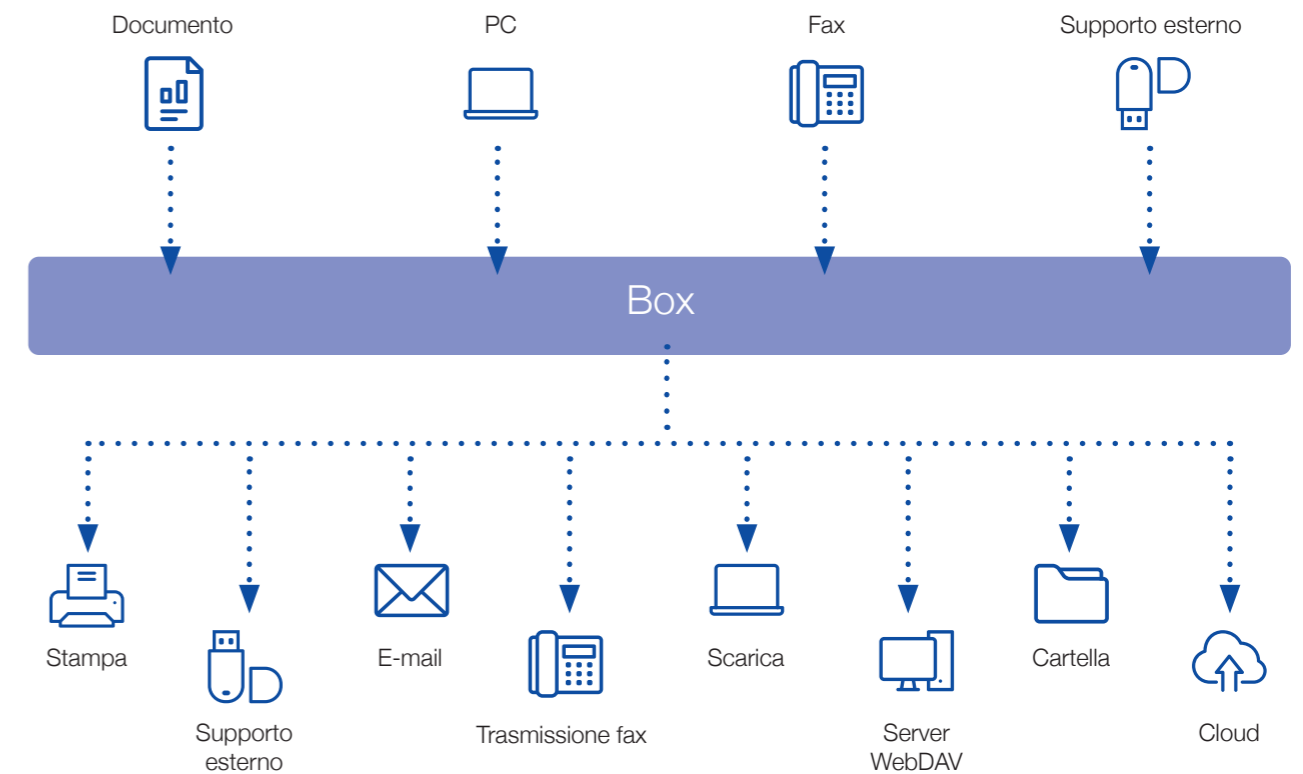 Documento
PC
Fax
Supporto esterno
Box
Stampa
E-mail
Scarica
Cartella
Supporto
esterno
Trasmissione fax
Server
WebDAV
Cloud